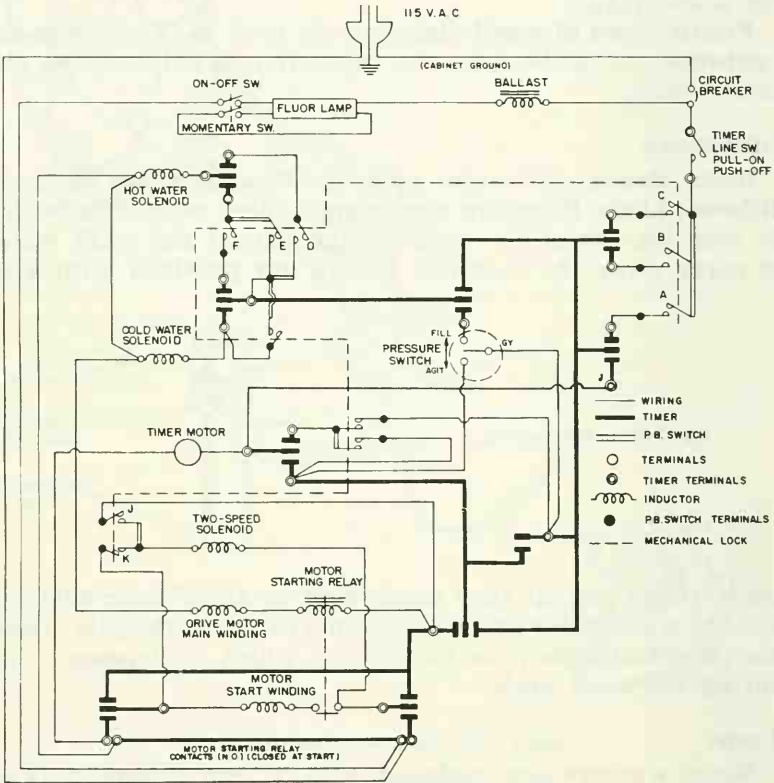 115 V. A. C
(CABINET GROUND)
ON-OFF SW.
FLUOR LAMP
MOMENTARY SW.
BALLAST
CIRCUIT
BREAKER
TIMER
LINE SW.
PULL-ON
PUSH-OFF
HOT WATER
SOLENOID
F
E
D
C
B
A
COLD WATER
SOLENOID
FILL
PRESSURE
SWITCH
AGIT
GY
J
TIMER MOTOR
WIRING
TIMER
P.B. SWITCH
TERMINALS
TIMER TERMINALS
INDUCTOR
P.B. SWITCH TERMINALS
MECHANICAL LOCK
J
K
TWO-SPEED
SOLENOID
MOTOR
STARTING RELAY
DRIVE MOTOR
MAIN WINDING
MOTOR
START WINDING
MOTOR STARTING RELAY
CONTACTS (N O) (CLOSED AT START)